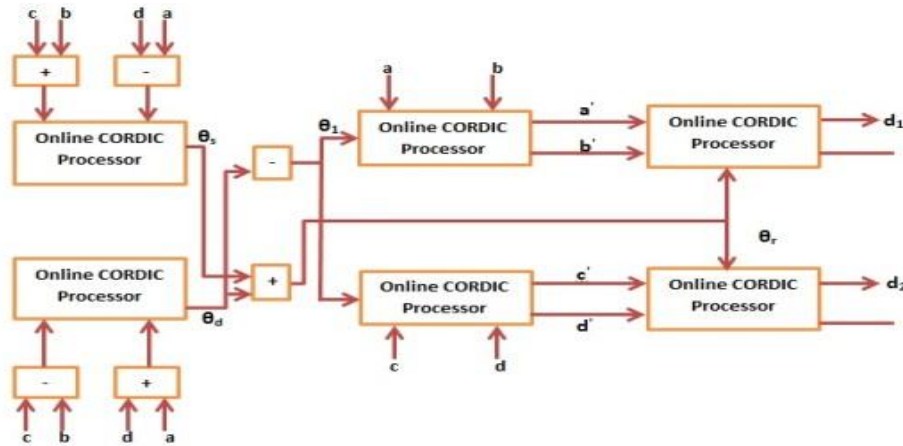 c b d a
+ -
Online CORDIC
Processor
θs
-
θ1
a b
Online CORDIC
Processor
a'
b'
Online CORDIC
Processor
d1
Online CORDIC
Processor
θd
+
θr
Online CORDIC
Processor
c'
d'
Online CORDIC
Processor
d2
c d
- +
c b d a